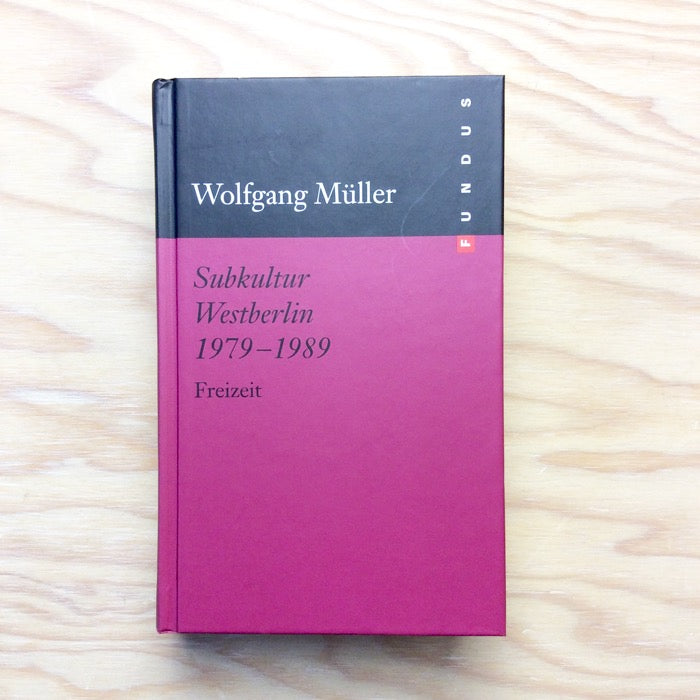 Wolfgang Müller
FUNDUS
Subkultur
Westberlin
1979–1989
Freizeit